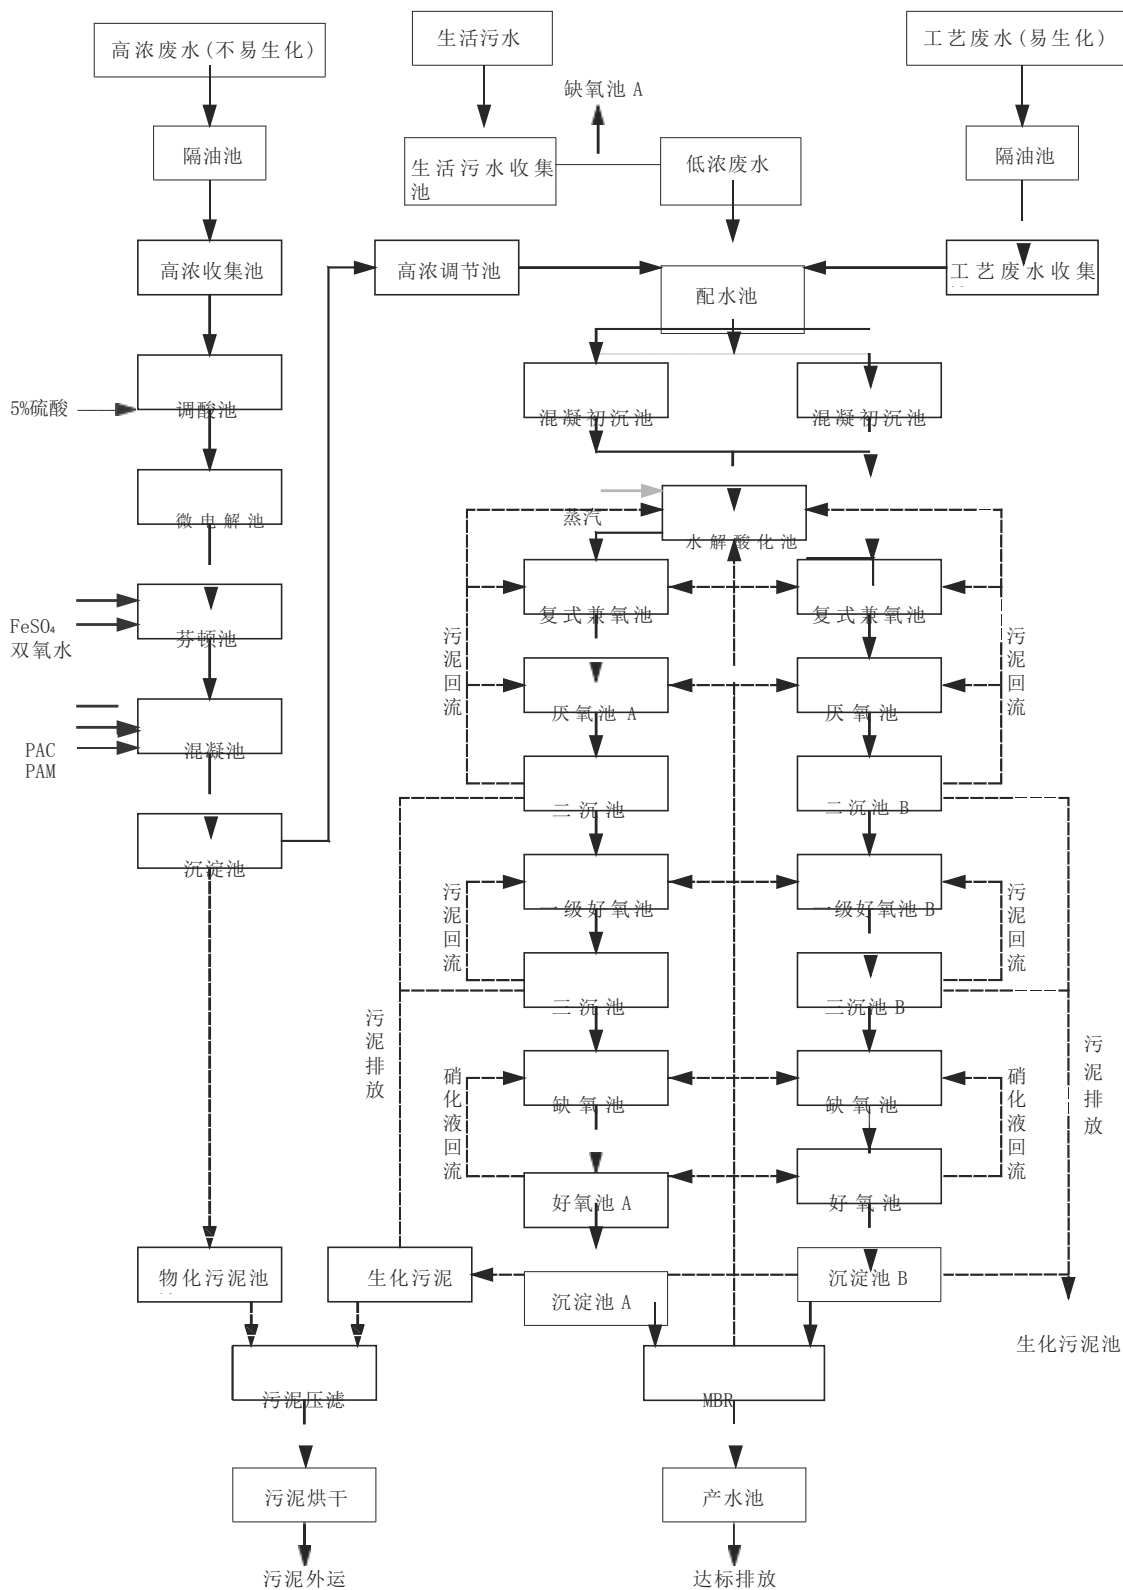 高浓废水(不易生化)
生活污水
工艺废水(易生化)
缺氧池 A
隔油池
生活污水收集
池
低浓废水
隔油池
高浓收集池
高浓调节池
配水池
工艺废水收集
5%硫酸
调酸池
混凝初沉池
混凝初沉池
微电解池
蒸汽
水解酸化池
FeSO₄
双氧水
芬顿池
复式兼氧池
复式兼氧池
污泥回流
污泥回流
厌氧池 A
厌氧池
PAC
PAM
混凝池
二沉池
二沉池 B
沉淀池
污泥回流
一级好氧池
一级好氧池 B
污泥回流
三沉池
三沉池 B
污泥排放
污泥排放
硝化液回流
缺氧池
缺氧池
硝化液回流
好氧池 A
好氧池
物化污泥池
生化污泥
沉淀池 A
沉淀池 B
生化污泥池
污泥压滤
MBR
污泥烘干
产水池
污泥外运
达标排放